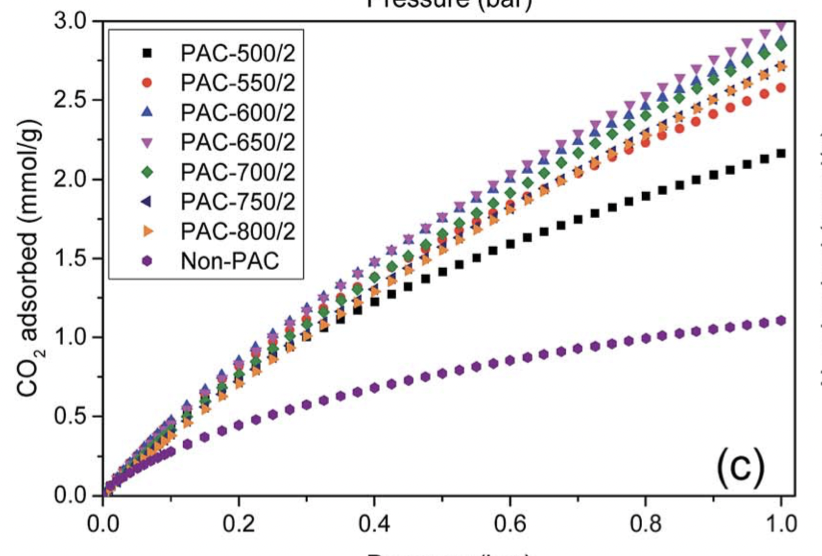 Pressure (bar)
3.0
2.5
2.0
1.5
1.0
0.5
0.0
CO₂ adsorbed (mmol/g)
PAC-500/2
PAC-550/2
PAC-600/2
PAC-650/2
PAC-700/2
PAC-750/2
PAC-800/2
Non-PAC
(c)
0.0 0.2 0.4 0.6 0.8 1.0